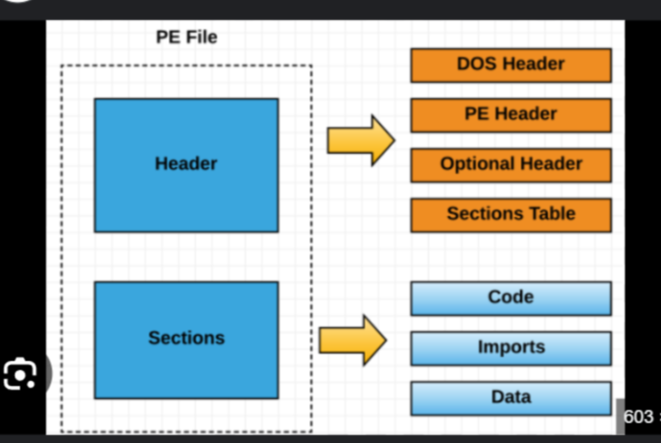 PE File
Header
DOS Header
PE Header
Optional Header
Sections Table
Sections
Code
Imports
Data
603